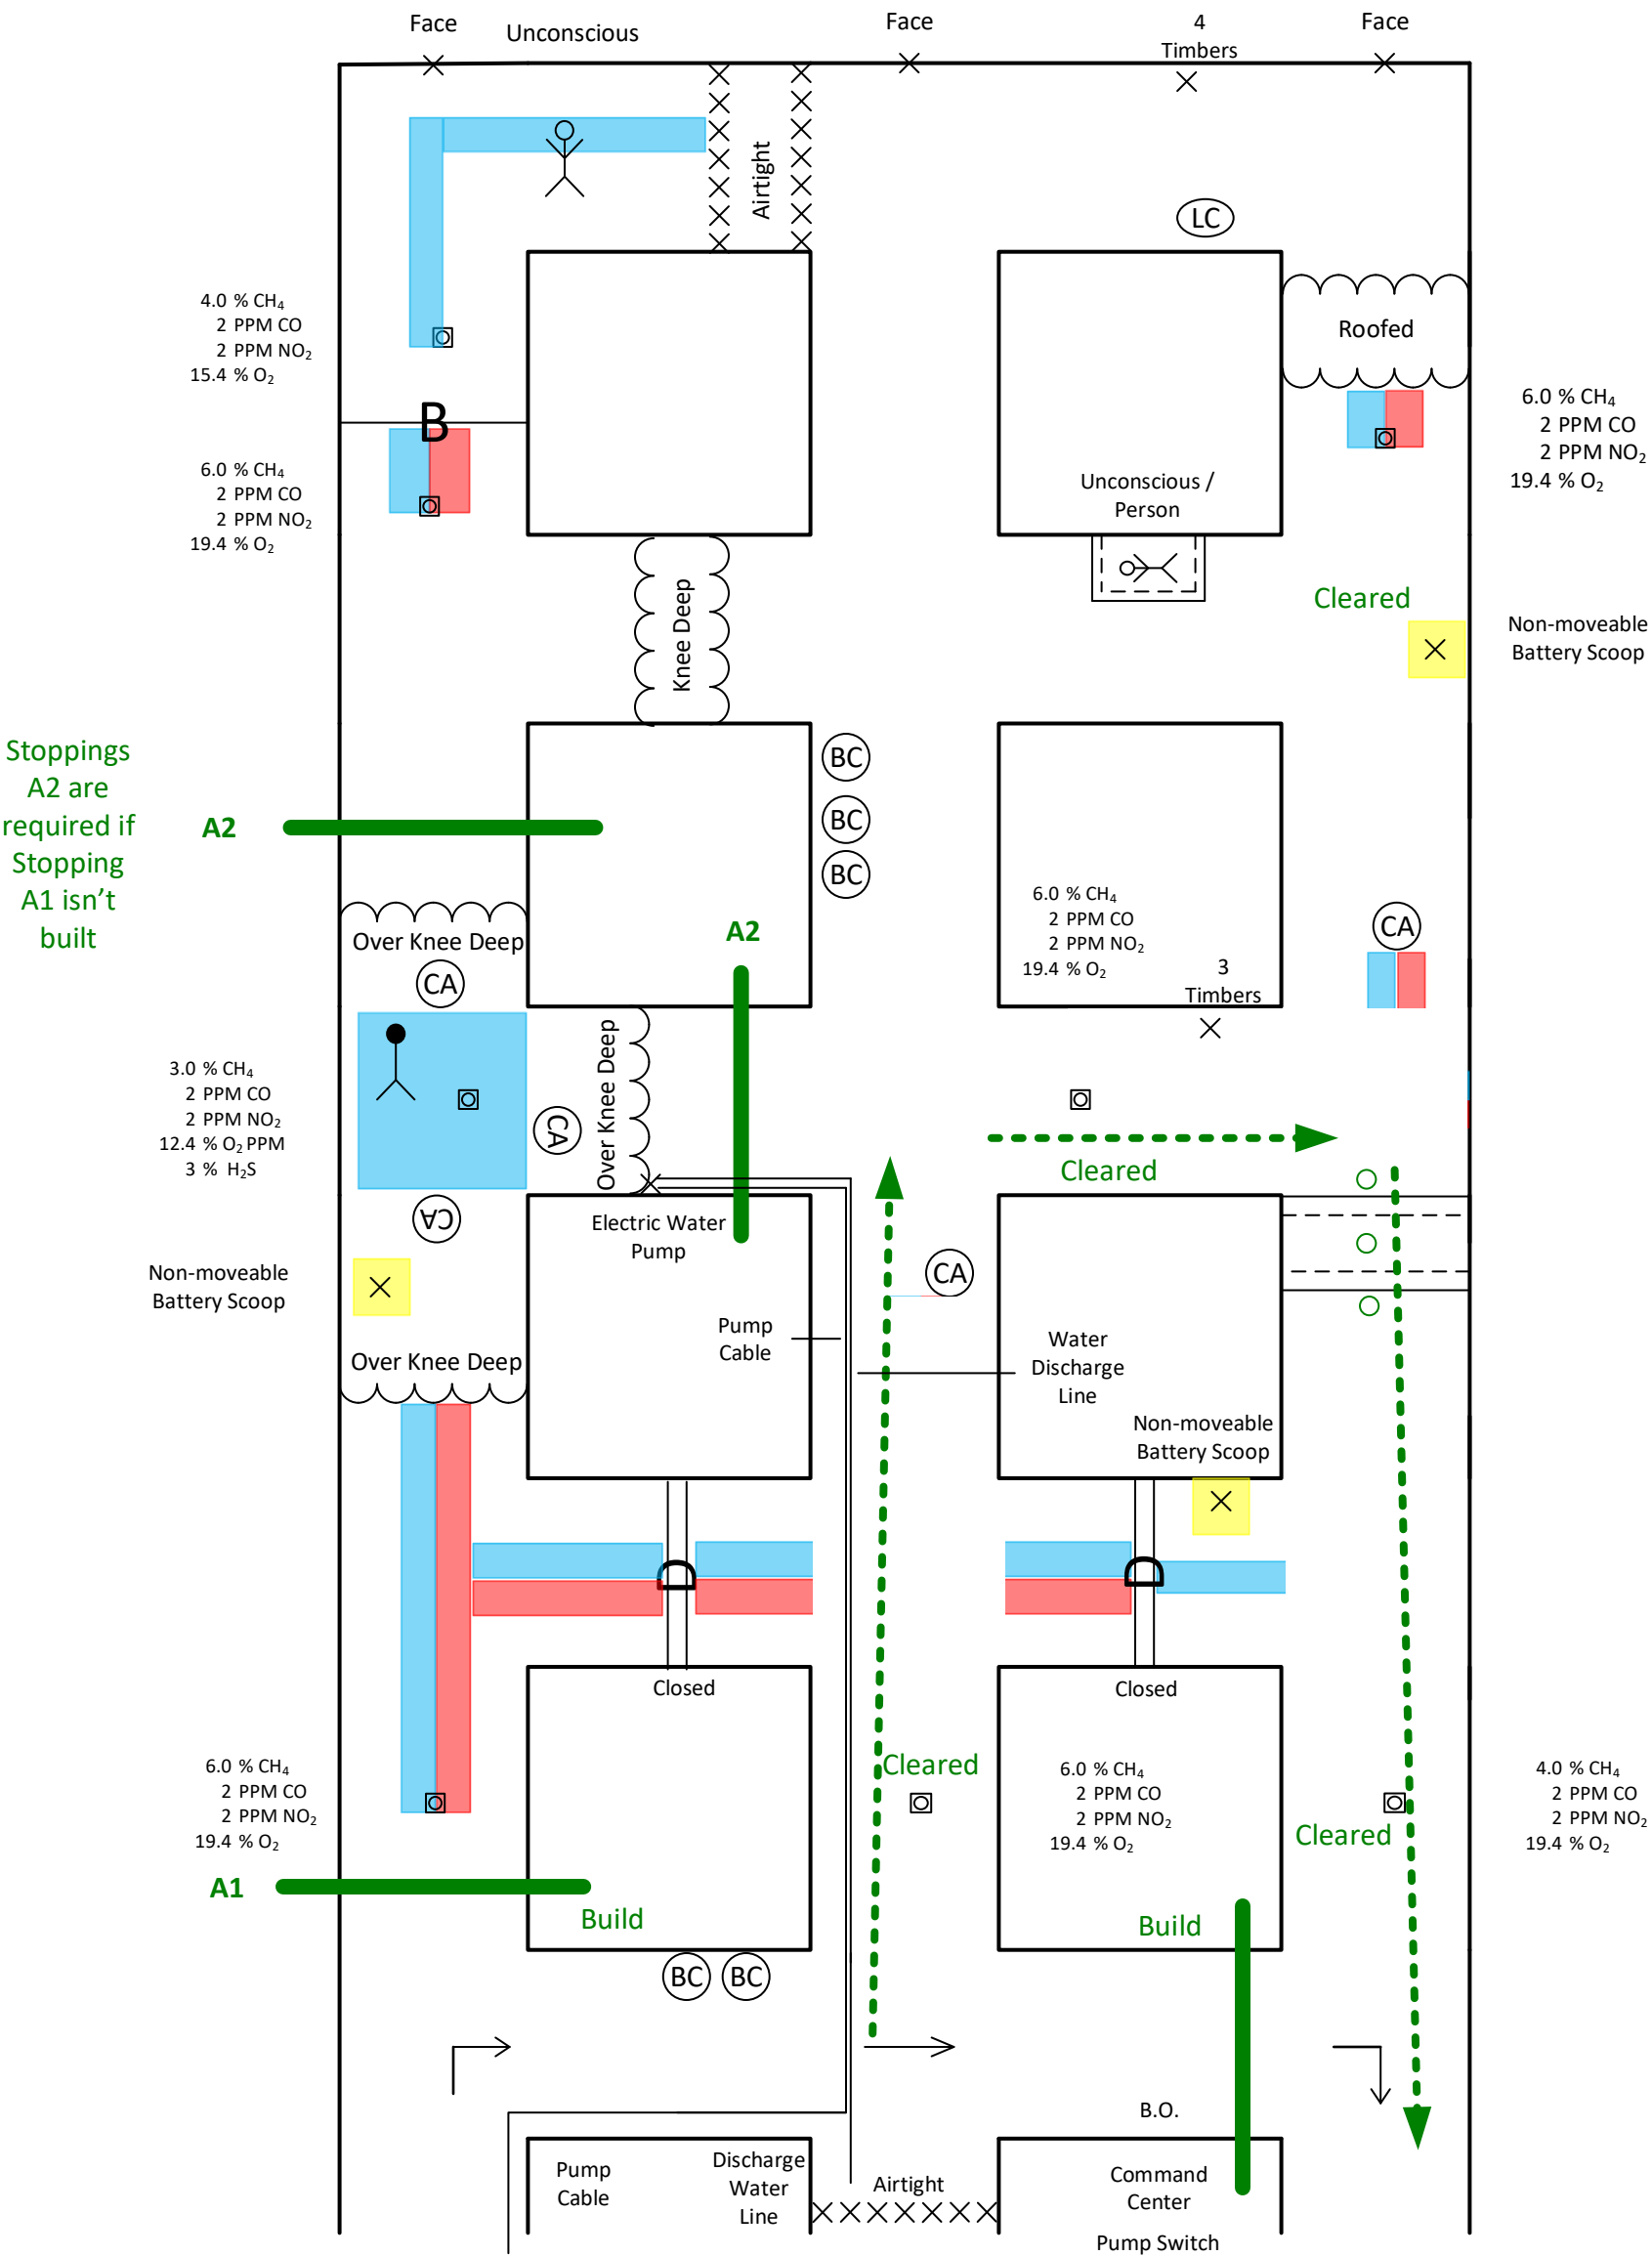 Face
Unconscious
Face
4
Timbers
Face
Airtight
LC
4.0 % CH₄
2 PPM CO
2 PPM NO₂
15.4 % O₂
Roofed
B
6.0 % CH₄
2 PPM CO
2 PPM NO₂
19.4 % O₂
6.0 % CH₄
2 PPM CO
2 PPM NO₂
19.4 % O₂
Unconscious /
Person
Knee Deep
Cleared
Non-moveable
Battery Scoop
Stoppings
A2 are
required if
Stopping
A1 isn't
built
A2
BC
BC
BC
6.0 % CH₄
2 PPM CO
2 PPM NO₂
19.4 % O₂
A2
CA
Over Knee Deep
CA
3
Timbers
Over Knee Deep
3.0 % CH₄
2 PPM CO
2 PPM NO₂
12.4 % O₂ PPM
3 % H₂S
CA
Cleared
CA
Electric Water
Pump
Non-moveable
Battery Scoop
CA
Pump
Cable
Water
Discharge
Line
Over Knee Deep
Non-moveable
Battery Scoop
Closed
Closed
6.0 % CH₄
2 PPM CO
2 PPM NO₂
19.4 % O₂
Cleared
6.0 % CH₄
2 PPM CO
2 PPM NO₂
19.4 % O₂
Cleared
4.0 % CH₄
2 PPM CO
2 PPM NO₂
19.4 % O₂
A1
Build
Build
BC
BC
B.O.
Pump
Cable
Discharge
Water
Line
Airtight
Command
Center
Pump Switch